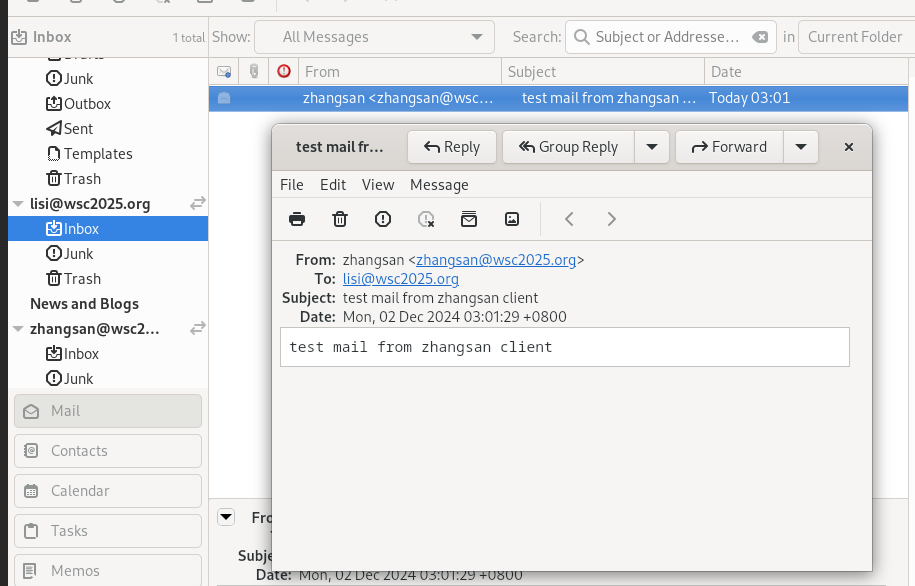 Inbox 1 total Show: All Messages Search: Subject or Addresse... in Current Folder
From Subject Date
zhangsan <zhangsan@wsc... test mail from zhangsan ... Today 03:01
Drafts
Junk
Outbox
Sent
Templates
Trash
lisi@wsc2025.org
Inbox
Junk
Trash
News and Blogs
zhangsan@wsc2...
Inbox
Junk
Mail
Contacts
Calendar
Tasks
Memos
test mail fr... Reply Group Reply Forward
File Edit View Message
From: zhangsan <zhangsan@wsc2025.org>
To: lisi@wsc2025.org
Subject: test mail from zhangsan client
Date: Mon, 02 Dec 2024 03:01:29 +0800
test mail from zhangsan client
Fro
Subje
Date: Mon, 02 Dec 2024 03:01:29 +0800